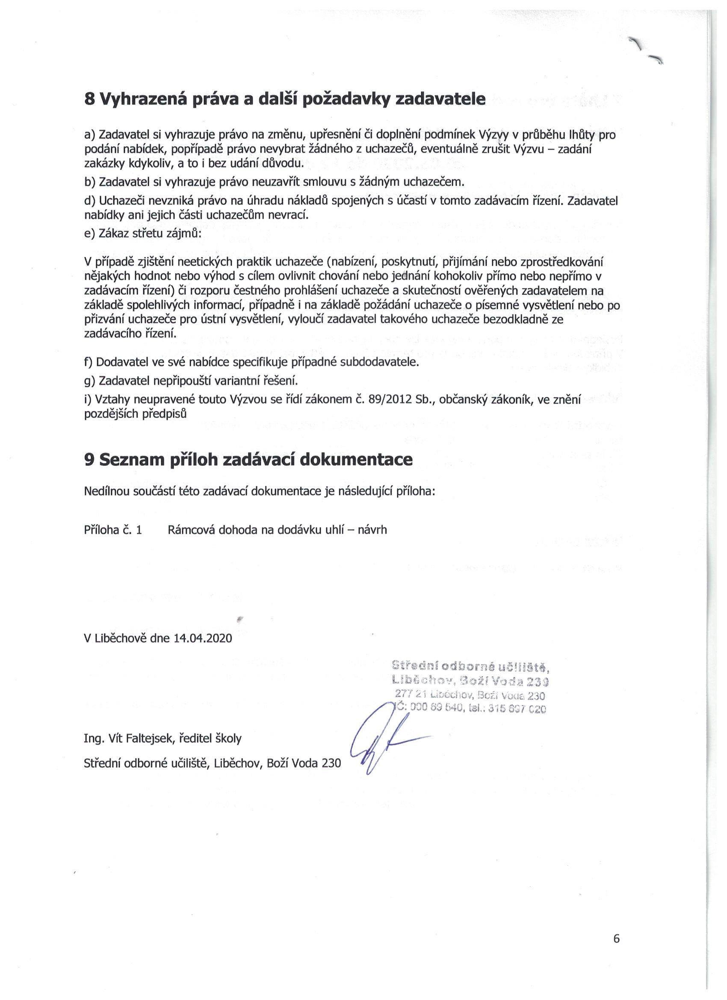 8 Vyhrazená práva a další požadavky zadavatele
a) Zadavatel si vyhrazuje právo na změnu, upřesnění či doplnění podmínek Výzvy v průběhu lhůty pro
podání nabídek, popřípadě právo nevybrat žádného z uchazečů, eventuálně zrušit Výzvu – zadání
zakázky kdykoliv, a to i bez udání důvodu.
b) Zadavatel si vyhrazuje právo neuzavřít smlouvu s žádným uchazečem.
d) Uchazeči nevzniká právo na úhradu nákladů spojených s účastí v tomto zadávacím řízení. Zadavatel
nabídky ani jejich části uchazečům nevrací.
e) Zákaz střetu zájmů:
V případě zjištění neetických praktik uchazeče (nabízení, poskytnutí, přijímání nebo zprostředkování
nějakých hodnot nebo výhod s cílem ovlivnit chování nebo jednání kohokoliv přímo nebo nepřímo v
zadávacím řízení) či rozporu čestného prohlášení uchazeče a skutečností ověřených zadavatelem na
základě spolehlivých informací, případně i na základě požádání uchazeče o písemné vysvětlení nebo po
přizvání uchazeče pro ústní vysvětlení, vyloučí zadavatel takového uchazeče bezodkladně ze
zadávacího řízení.
f) Dodavatel ve své nabídce specifikuje případné subdodavatele.
g) Zadavatel nepřipouští variantní řešení.
i) Vztahy neupravené touto Výzvou se řídí zákonem č. 89/2012 Sb., občanský zákoník, ve znění
pozdějších předpisů
9 Seznam příloh zadávací dokumentace
Nedílnou součástí této zadávací dokumentace je následující příloha:
Příloha č. 1 Rámcová dohoda na dodávku uhlí – návrh
V Liběchově dne 14.04.2020
Střední odborné učiliště,
Liběchov, Boží Voda 230
277 21 Liběchov, Boží Voda 230
IČ: 000 69 640, tel.: 315 697 020
Ing. Vít Faltejsek, ředitel školy
Střední odborné učiliště, Liběchov, Boží Voda 230
6